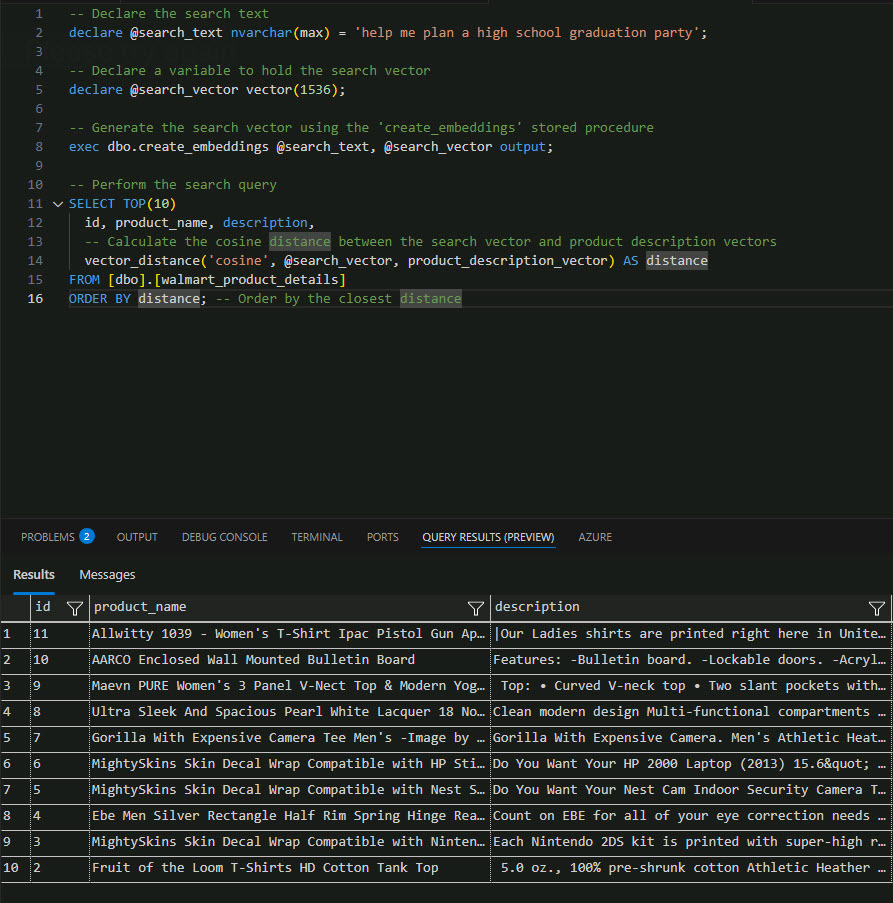 1 -- Declare the search text
2 declare @search_text nvarchar(max) = 'help me plan a high school graduation party';
3
4 -- Declare a variable to hold the search vector
5 declare @search_vector vector(1536);
6
7 -- Generate the search vector using the 'create_embeddings' stored procedure
8 exec dbo.create_embeddings @search_text, @search_vector output;
9
10 -- Perform the search query
11 SELECT TOP(10)
12 id, product_name, description,
13 -- Calculate the cosine distance between the search vector and product description vectors
14 vector_distance('cosine', @search_vector, product_description_vector) AS distance
15 FROM [dbo].[walmart_product_details]
16 ORDER BY distance; -- Order by the closest distance
PROBLEMS 2 OUTPUT DEBUG CONSOLE TERMINAL PORTS QUERY RESULTS (PREVIEW) AZURE
Results Messages
id product_name description
1 11 Allwitty 1039 - Women's T-Shirt Ipac Pistol Gun Ap… |Our Ladies shirts are printed right here in Unite…
2 10 AARCO Enclosed Wall Mounted Bulletin Board Features: -Bulletin board. -Lockable doors. -Acryl…
3 9 Maevn PURE Women's 3 Panel V-Nect Top & Modern Yog… Top: • Curved V-neck top • Two slant pockets with…
4 8 Ultra Sleek And Spacious Pearl White Lacquer 18 No… Clean modern design Multi-functional compartments …
5 7 Gorilla With Expensive Camera Tee Men's -Image by … Gorilla With Expensive Camera. Men's Athletic Heat…
6 6 MightySkins Skin Decal Wrap Compatible with HP Sti… Do You Want Your HP 2000 Laptop (2013) 15.6&quot; …
7 5 MightySkins Skin Decal Wrap Compatible with Nest S… Do You Want Your Nest Cam Indoor Security Camera T…
8 4 Ebe Men Silver Rectangle Half Rim Spring Hinge Rea… Count on EBE for all of your eye correction needs …
9 3 MightySkins Skin Decal Wrap Compatible with Ninten… Each Nintendo 2DS kit is printed with super-high r…
10 2 Fruit of the Loom T-Shirts HD Cotton Tank Top 5.0 oz., 100% pre-shrunk cotton Athletic Heather …